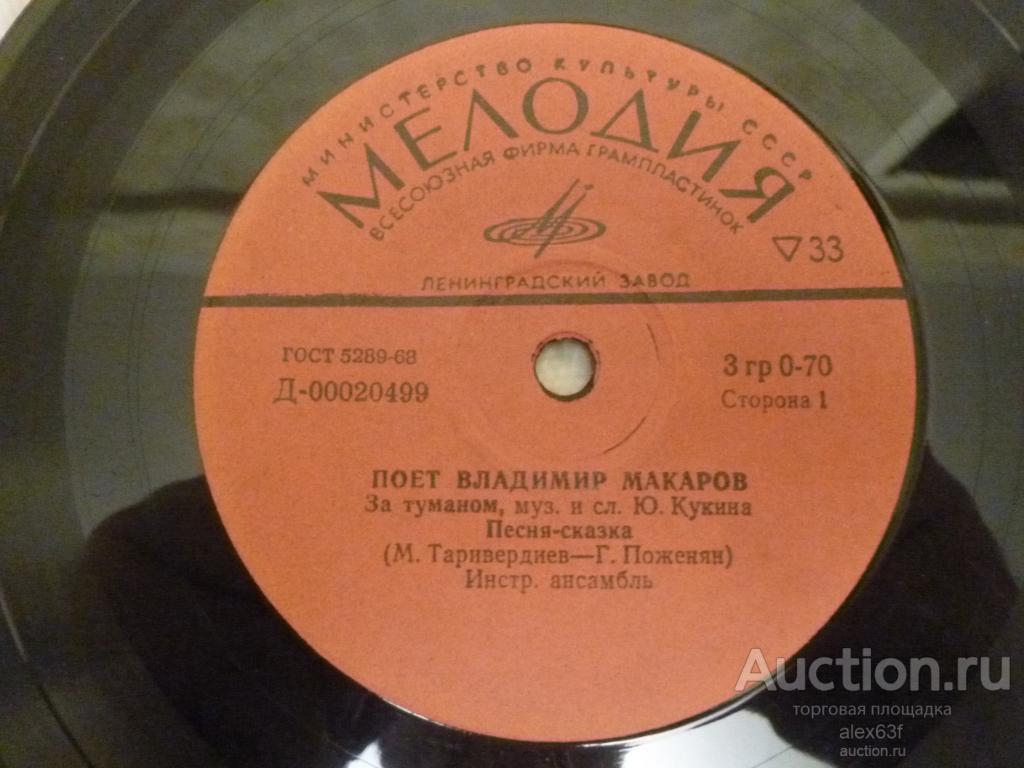 МИНИСТЕРСТВО КУЛЬТУРЫ СССР
МЕЛОДИЯ
ВСЕСОЮЗНАЯ ФИРМА ГРАМПЛАСТИНОК
▽33
ЛЕНИНГРАДСКИЙ ЗАВОД
ГОСТ 5289-68
Д-00020499
3 гр 0-70
Сторона 1
ПОЕТ ВЛАДИМИР МАКАРОВ
За туманом, муз. и сл. Ю. Кукина
Песня-сказка
(М. Таривердиев—Г. Поженян)
Инстр. ансамбль
Auction.ru
торговая площадка
alex63f
auction.ru